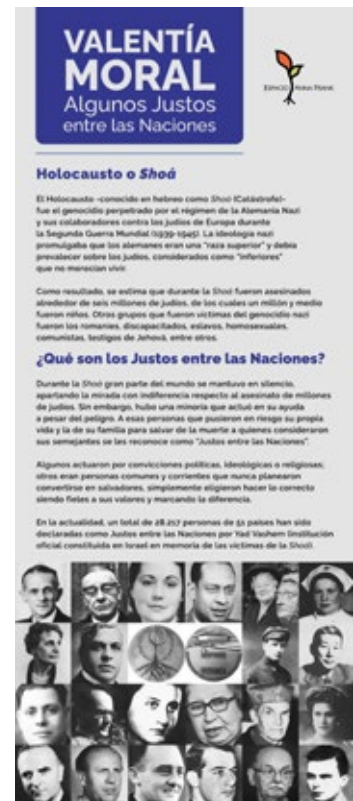 VALENTÍA
MORAL
Algunos Justos
entre las Naciones
ESPACIO ANNA FRANK
Holocausto o Shoá
El Holocausto -conocido en hebreo como Shoá (Catástrofe)-
fue el genocidio perpetrado por el régimen de la Alemania Nazi
y sus colaboradores contra los judíos de Europa durante
la Segunda Guerra Mundial (1939-1945). La ideología nazi
promulgaba que los alemanes eran una "raza superior" y debía
prevalecer sobre los judíos, considerados como "inferiores"
que no merecían vivir.
Como resultado, se estima que durante la Shoá fueron asesinados
alrededor de seis millones de judíos, de los cuales un millón y medio
fueron niños. Otros grupos que fueron víctimas del genocidio nazi
fueron los romaníes, discapacitados, eslavos, homosexuales,
comunistas, testigos de Jehová, entre otros.
¿Qué son los Justos entre las Naciones?
Durante la Shoá gran parte del mundo se mantuvo en silencio,
apartando la mirada con indiferencia respecto al asesinato de millones
de judíos. Sin embargo, hubo una minoría que actuó en su ayuda
a pesar del peligro. A esas personas que pusieron en riesgo su propia
vida y la de su familia para salvar de la muerte a quienes consideraron
sus semejantes se les reconoce como "Justos entre las Naciones".
Algunos actuaron por convicciones políticas, ideológicas o religiosas;
otros eran personas comunes y corrientes que nunca planearon
convertirse en salvadores, simplemente eligieron hacer lo correcto
siendo fieles a sus valores y marcando la diferencia.
En la actualidad, un total de 28.217 personas de 51 países han sido
declaradas como Justos entre las Naciones por Yad Vashem (institución
oficial constituida en Israel en memoria de las víctimas de la Shoá).